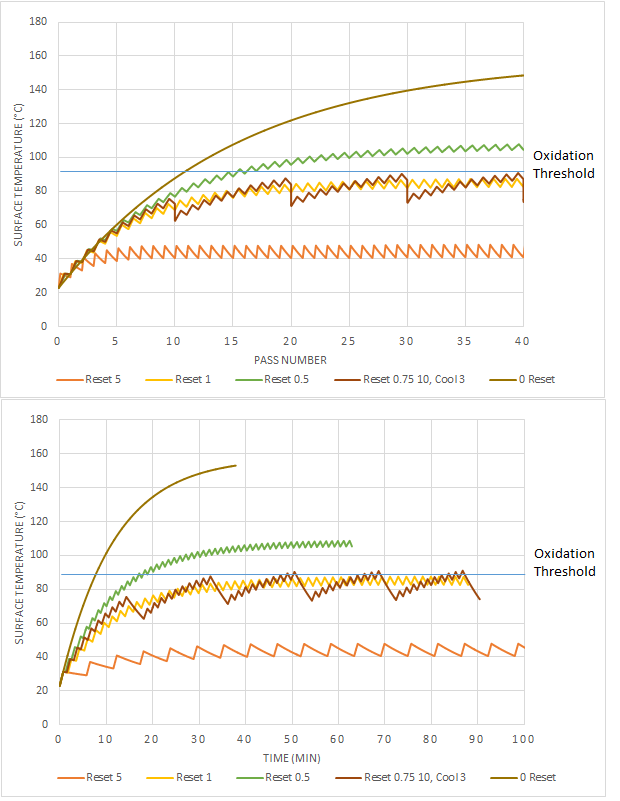 180
160
140
120
100
80
60
40
20
0
SURFACE TEMPERATURE (°C)
Oxidation
Threshold
0 5 10 15 20 25 30 35 40
PASS NUMBER
Reset 5 Reset 1 Reset 0.5 Reset 0.75 10, Cool 3 0 Reset
180
160
140
120
100
80
60
40
20
0
SURFACE TEMPERATURE (°C)
Oxidation
Threshold
0 10 20 30 40 50 60 70 80 90 100
TIME (MIN)
Reset 5 Reset 1 Reset 0.5 Reset 0.75 10, Cool 3 0 Reset